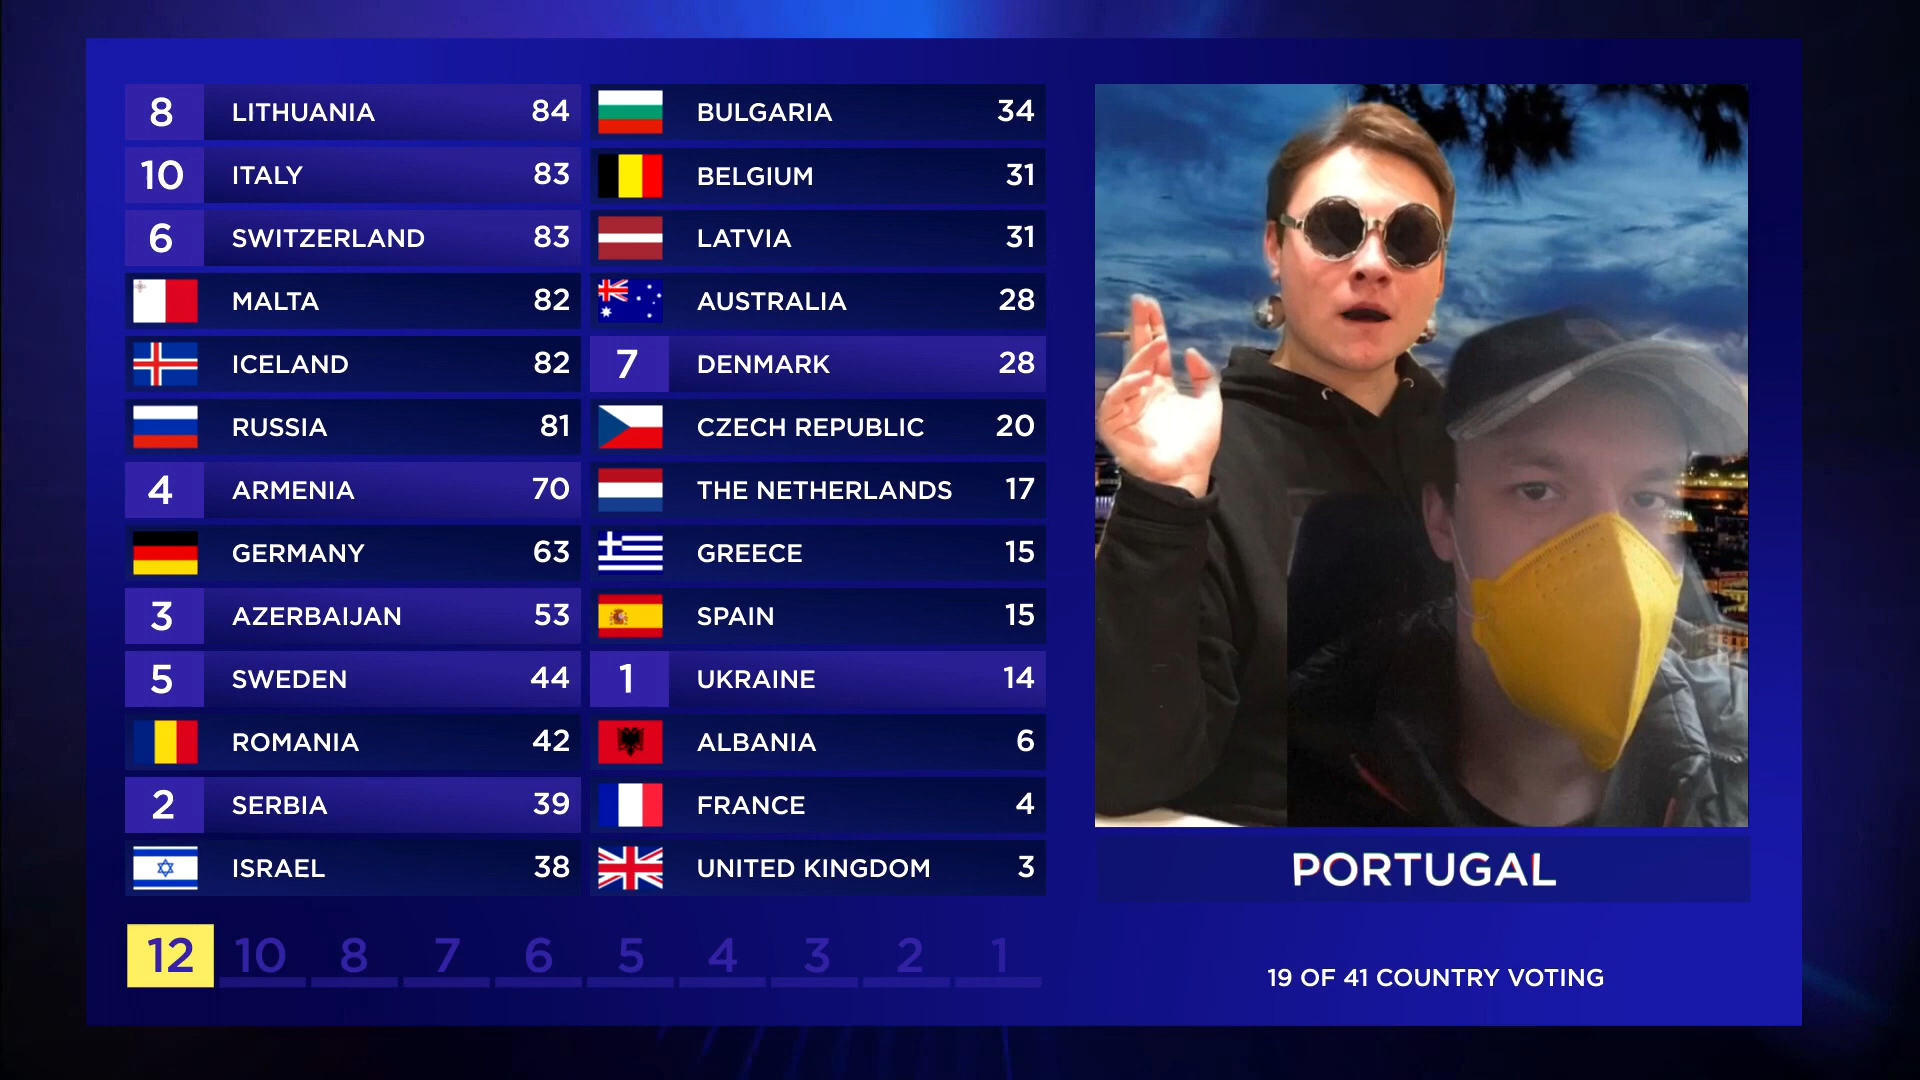 8 LITHUANIA 84
10 ITALY 83
6 SWITZERLAND 83
MALTA 82
ICELAND 82
RUSSIA 81
4 ARMENIA 70
GERMANY 63
3 AZERBAIJAN 53
5 SWEDEN 44
ROMANIA 42
2 SERBIA 39
ISRAEL 38
BULGARIA 34
BELGIUM 31
LATVIA 31
AUSTRALIA 28
7 DENMARK 28
CZECH REPUBLIC 20
THE NETHERLANDS 17
GREECE 15
SPAIN 15
1 UKRAINE 14
ALBANIA 6
FRANCE 4
UNITED KINGDOM 3
12 10 8 7 6 5 4 3 2 1
PORTUGAL
19 OF 41 COUNTRY VOTING